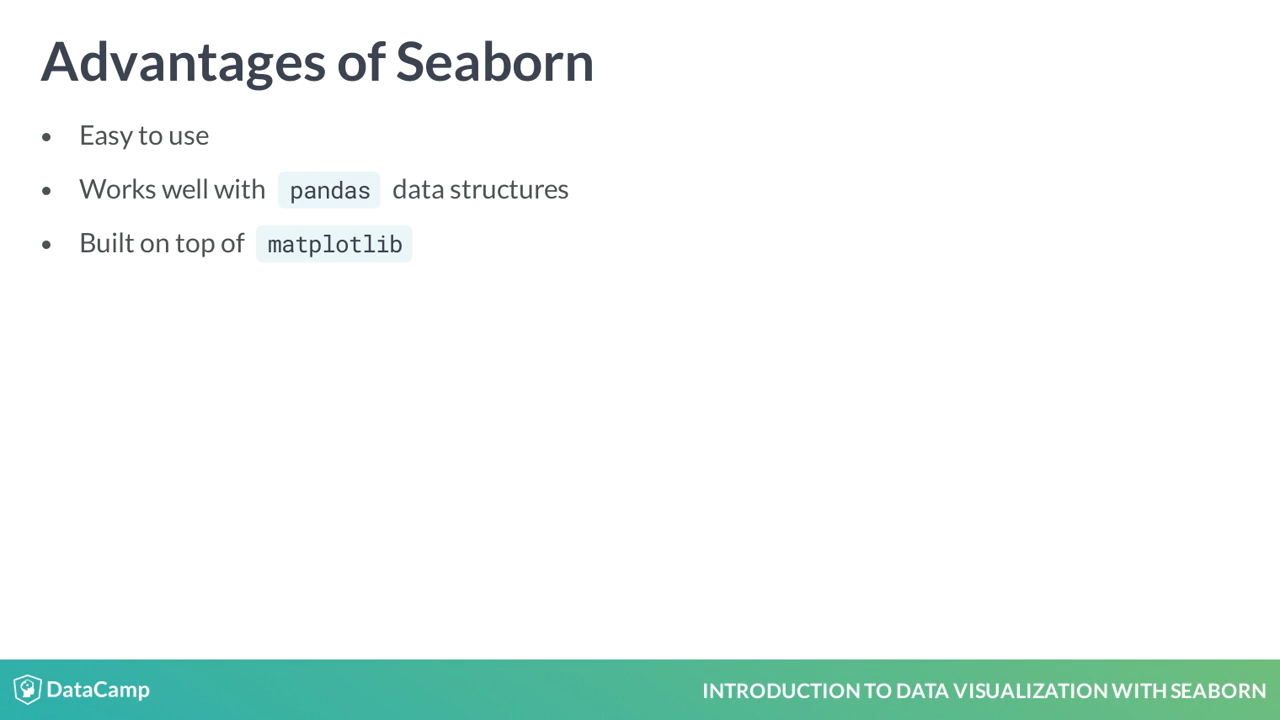 Advantages of Seaborn
• Easy to use
• Works well with pandas data structures
• Built on top of matplotlib
DataCamp
INTRODUCTION TO DATA VISUALIZATION WITH SEABORN